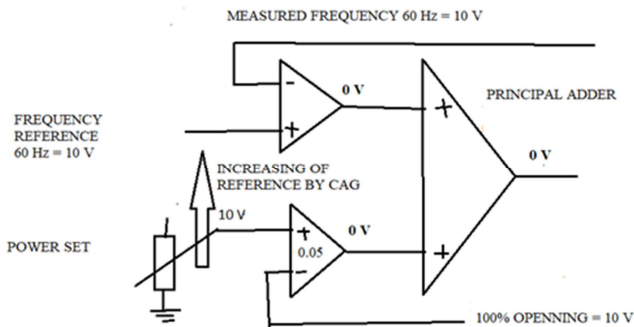 MEASURED FREQUENCY 60 Hz = 10 V
-
0 V
PRINCIPAL ADDER
FREQUENCY
REFERENCE
60 Hz = 10 V
+
+
0 V
INCREASING OF
REFERENCE BY CAG
10 V
0 V
POWER SET
+
0.05
-
+
100% OPENNING = 10 V